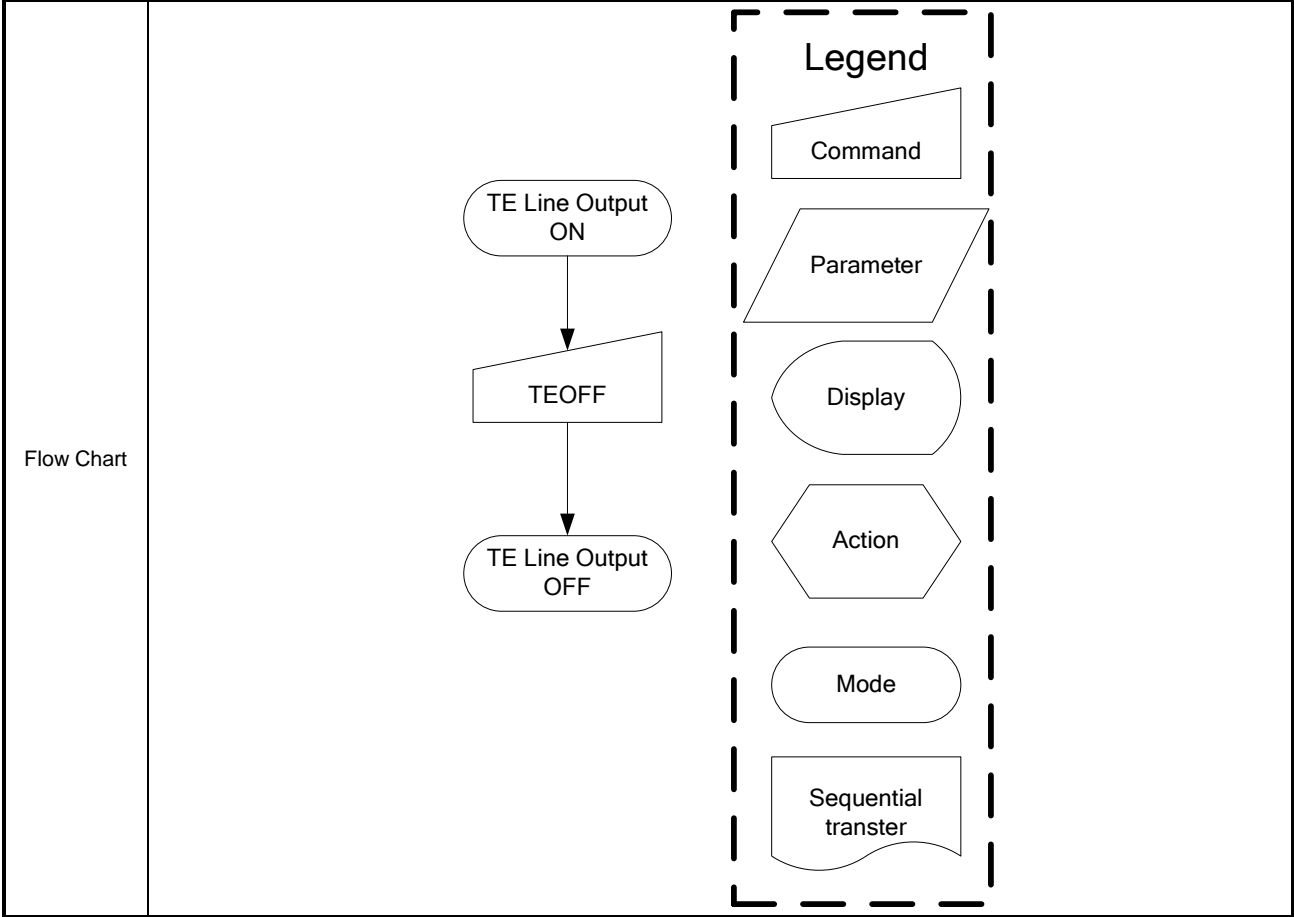 Flow Chart
TE Line Output
ON
TEOFF
TE Line Output
OFF
Legend
Command
Parameter
Display
Action
Mode
Sequential
transter